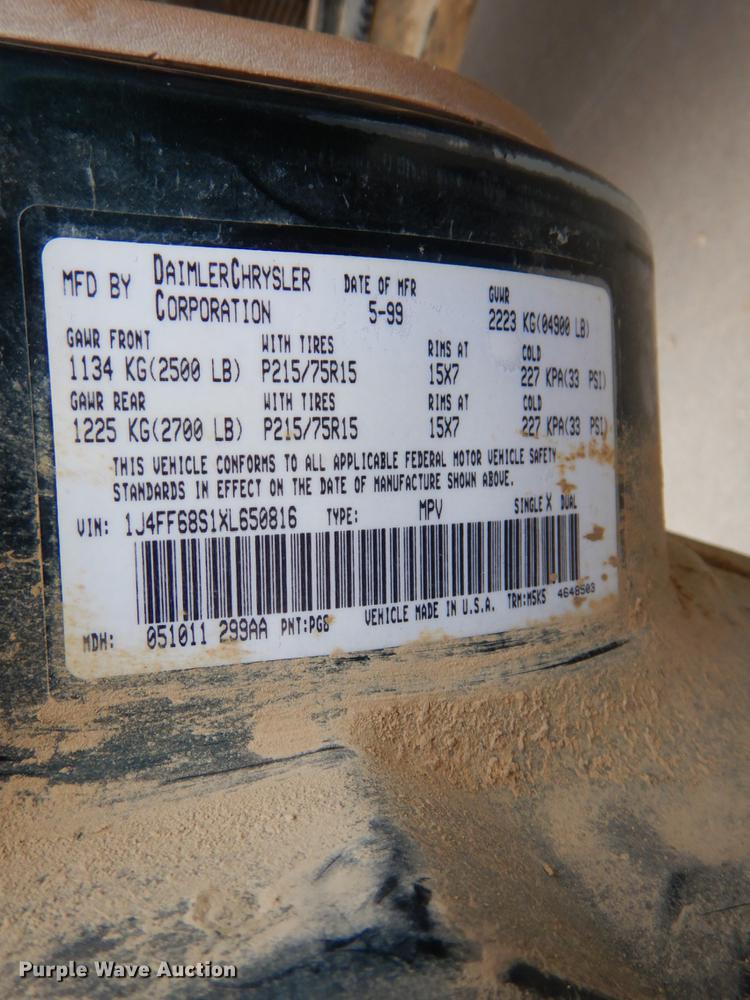 MFD BY DAIMLERCHRYSLER CORPORATION DATE OF MFR 5-99 GVWR 2223 KG(04900 LB)
GAWR FRONT WITH TIRES RIMS AT COLD
1134 KG(2500 LB) P215/75R15 15X7 227 KPA(33 PSI)
GAWR REAR WITH TIRES RIMS AT COLD
1225 KG(2700 LB) P215/75R15 15X7 227 KPA(33 PSI)
THIS VEHICLE CONFORMS TO ALL APPLICABLE FEDERAL MOTOR VEHICLE SAFETY
STANDARDS IN EFFECT ON THE DATE OF MANUFACTURE SHOWN ABOVE.
VIN: 1J4FF68S1XL650816 TYPE: MPV SINGLE X DUAL
MDH: 051011 299AA PNT:PG8 VEHICLE MADE IN U.S.A. TRM:M5K5 4648503
Purple Wave Auction